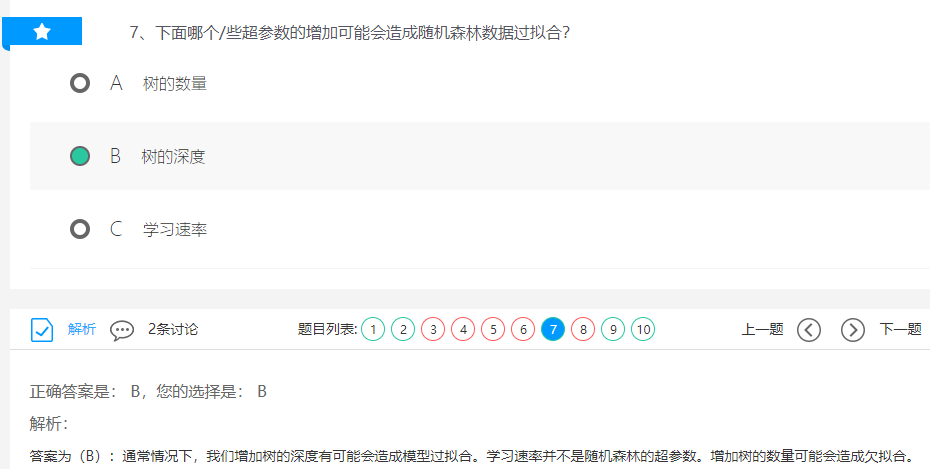 7、下面哪个/些超参数的增加可能会造成随机森林数据过拟合?
A 树的数量
B 树的深度
C 学习速率
解析 2条讨论 题目列表: 1 2 3 4 5 6 7 8 9 10 上一题 下一题
正确答案是： B，您的选择是： B
解析：
答案为（B）：通常情况下，我们增加树的深度有可能会造成模型过拟合。学习速率并不是随机森林的超参数。增加树的数量可能会造成欠拟合。